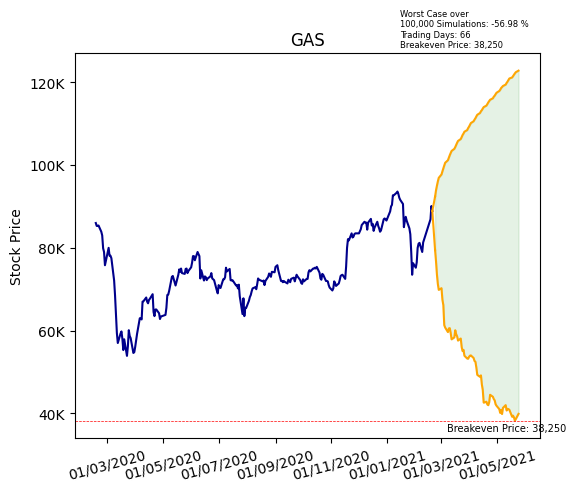 Worst Case over
100,000 Simulations: -56.98 %
Trading Days: 66
Breakeven Price: 38,250
GAS
120K
100K
80K
60K
40K
Stock Price
Breakeven Price: 38,250
01/03/2020
01/05/2020
01/07/2020
01/09/2020
01/11/2020
01/01/2021
01/03/2021
01/05/2021